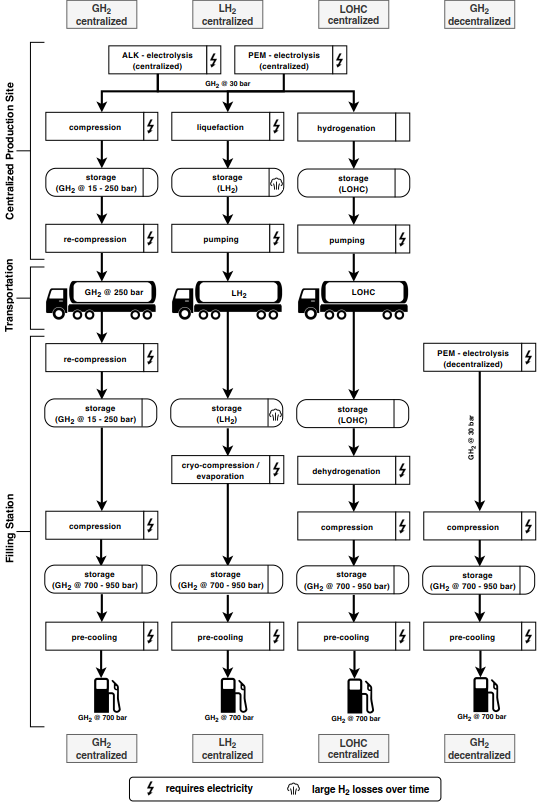 GH₂
centralized
LH₂
centralized
LOHC
centralized
GH₂
decentralized
Centralized Production Site
ALK - electrolysis
(centralized)
PEM - electrolysis
(centralized)
GH₂ @ 30 bar
compression
liquefaction
hydrogenation
storage
(GH₂ @ 15 - 250 bar)
storage
(LH₂)
storage
(LOHC)
re-compression
pumping
pumping
Transportation
GH₂ @ 250 bar
LH₂
LOHC
Filling Station
re-compression
PEM - electrolysis
(decentralized)
storage
(GH₂ @ 15 - 250 bar)
storage
(LH₂)
storage
(LOHC)
GH₂ @ 30 bar
cryo-compression /
evaporation
dehydrogenation
compression
compression
compression
storage
(GH₂ @ 700 - 950 bar)
storage
(GH₂ @ 700 - 950 bar)
storage
(GH₂ @ 700 - 950 bar)
storage
(GH₂ @ 700 - 950 bar)
pre-cooling
pre-cooling
pre-cooling
pre-cooling
GH₂ @ 700 bar
GH₂ @ 700 bar
GH₂ @ 700 bar
GH₂ @ 700 bar
GH₂
centralized
LH₂
centralized
LOHC
centralized
GH₂
decentralized
requires electricity
large H₂ losses over time